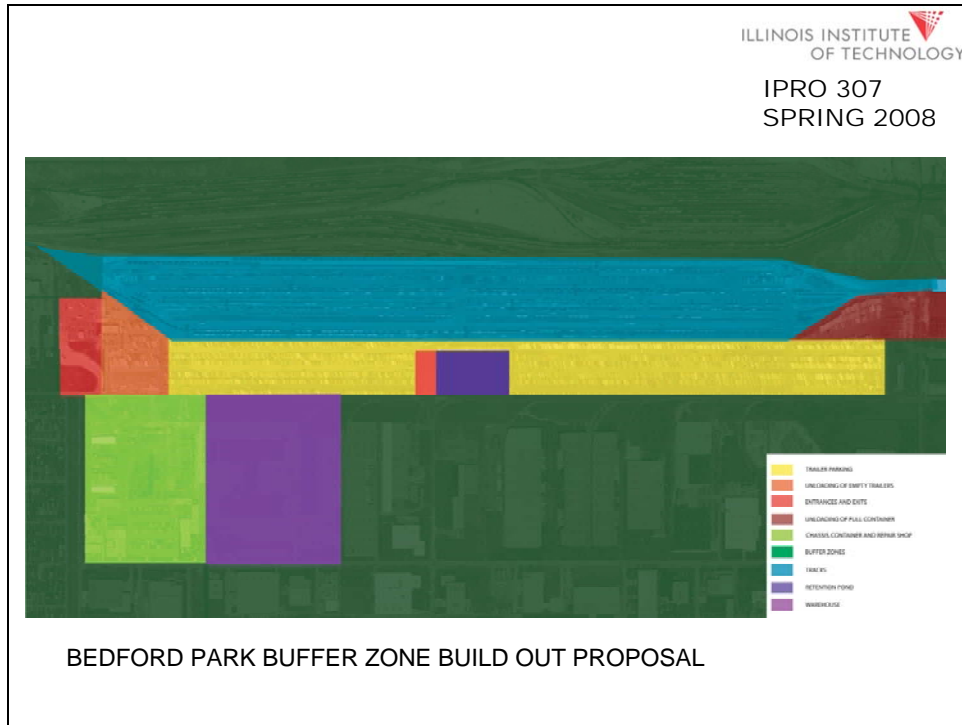 ILLINOIS INSTITUTE
OF TECHNOLOGY
IPRO 307
SPRING 2008
TRAILER PARKING
UNLOADING OF EMPTY TRAILERS
ENTRANCES AND EXITS
UNLOADING OF FULL CONTAINER
CHASSIS CONTAINER AND REPAIR SHOP
BUFFER ZONES
TRACKS
RETENTION POND
WAREHOUSE
BEDFORD PARK BUFFER ZONE BUILD OUT PROPOSAL